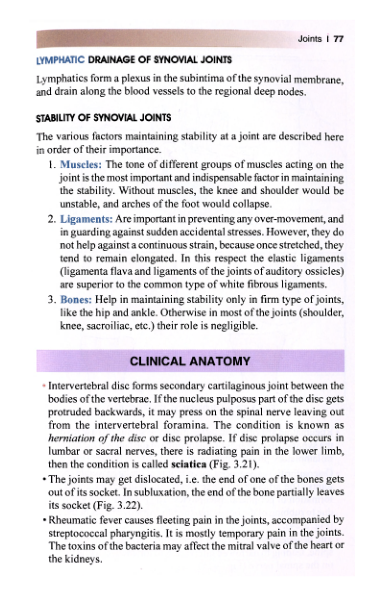 Joints | 77
LYMPHATIC DRAINAGE OF SYNOVIAL JOINTS
Lymphatics form a plexus in the subintima of the synovial membrane,
and drain along the blood vessels to the regional deep nodes.
STABILITY OF SYNOVIAL JOINTS
The various factors maintaining stability at a joint are described here
in order of their importance.
1. Muscles: The tone of different groups of muscles acting on the
joint is the most important and indispensable factor in maintaining
the stability. Without muscles, the knee and shoulder would be
unstable, and arches of the foot would collapse.
2. Ligaments: Are important in preventing any over-movement, and
in guarding against sudden accidental stresses. However, they do
not help against a continuous strain, because once stretched, they
tend to remain elongated. In this respect the elastic ligaments
(ligamenta flava and ligaments of the joints of auditory ossicles)
are superior to the common type of white fibrous ligaments.
3. Bones: Help in maintaining stability only in firm type of joints,
like the hip and ankle. Otherwise in most of the joints (shoulder,
knee, sacroiliac, etc.) their role is negligible.
CLINICAL ANATOMY
• Intervertebral disc forms secondary cartilaginous joint between the
bodies of the vertebrae. If the nucleus pulposus part of the disc gets
protruded backwards, it may press on the spinal nerve leaving out
from the intervertebral foramina. The condition is known as
herniation of the disc or disc prolapse. If disc prolapse occurs in
lumbar or sacral nerves, there is radiating pain in the lower limb,
then the condition is called sciatica (Fig. 3.21).
• The joints may get dislocated, i.e. the end of one of the bones gets
out of its socket. In subluxation, the end of the bone partially leaves
its socket (Fig. 3.22).
• Rheumatic fever causes fleeting pain in the joints, accompanied by
streptococcal pharyngitis. It is mostly temporary pain in the joints.
The toxins of the bacteria may affect the mitral valve of the heart or
the kidneys.